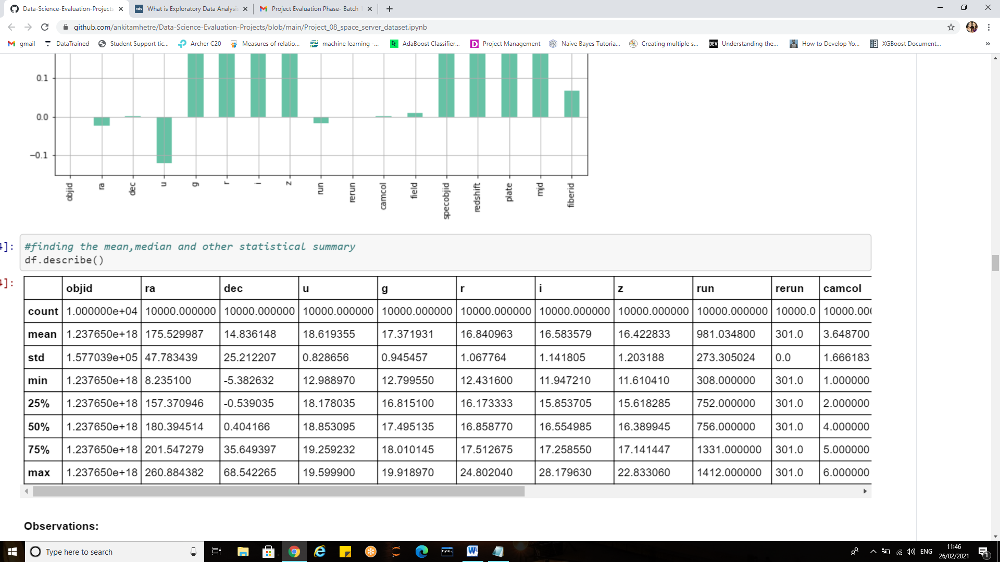 Data-Science-Evaluation-Projects
What is Exploratory Data Analysis
Project Evaluation Phase- Batch 1
github.com/ankitamhetre/Data-Science-Evaluation-Projects/blob/main/Project_08_space_server_dataset.ipynb
gmail DataTrained Student Support tic... Archer C20 Measures of relatio... machine learning -... AdaBoost Classifier... Project Management Naive Bayes Tutoria... Creating multiple s... Understanding the... How to Develop Yo... XGBoost Document... »
0.1
0.0
−0.1
objid ra dec u g r i z run rerun camcol field specobjid redshift plate mjd fiberid
4]: #finding the mean,median and other statistical summary
df.describe()
4]:
objid ra dec u g r i z run rerun camcol
count 1.000000e+04 10000.000000 10000.000000 10000.000000 10000.000000 10000.000000 10000.000000 10000.000000 10000.000000 10000.0 10000.000
mean 1.237650e+18 175.529987 14.836148 18.619355 17.371931 16.840963 16.583579 16.422833 981.034800 301.0 3.648700
std 1.577039e+05 47.783439 25.212207 0.828656 0.945457 1.067764 1.141805 1.203188 273.305024 0.0 1.666183
min 1.237650e+18 8.235100 -5.382632 12.988970 12.799550 12.431600 11.947210 11.610410 308.000000 301.0 1.000000
25% 1.237650e+18 157.370946 -0.539035 18.178035 16.815100 16.173333 15.853705 15.618285 752.000000 301.0 2.000000
50% 1.237650e+18 180.394514 0.404166 18.853095 17.495135 16.858770 16.554985 16.389945 756.000000 301.0 4.000000
75% 1.237650e+18 201.547279 35.649397 19.259232 18.010145 17.512675 17.258550 17.141447 1331.000000 301.0 5.000000
max 1.237650e+18 260.884382 68.542265 19.599900 19.918970 24.802040 28.179630 22.833060 1412.000000 301.0 6.000000
Observations:
Type here to search
ENG
11:46
26/02/2021
1